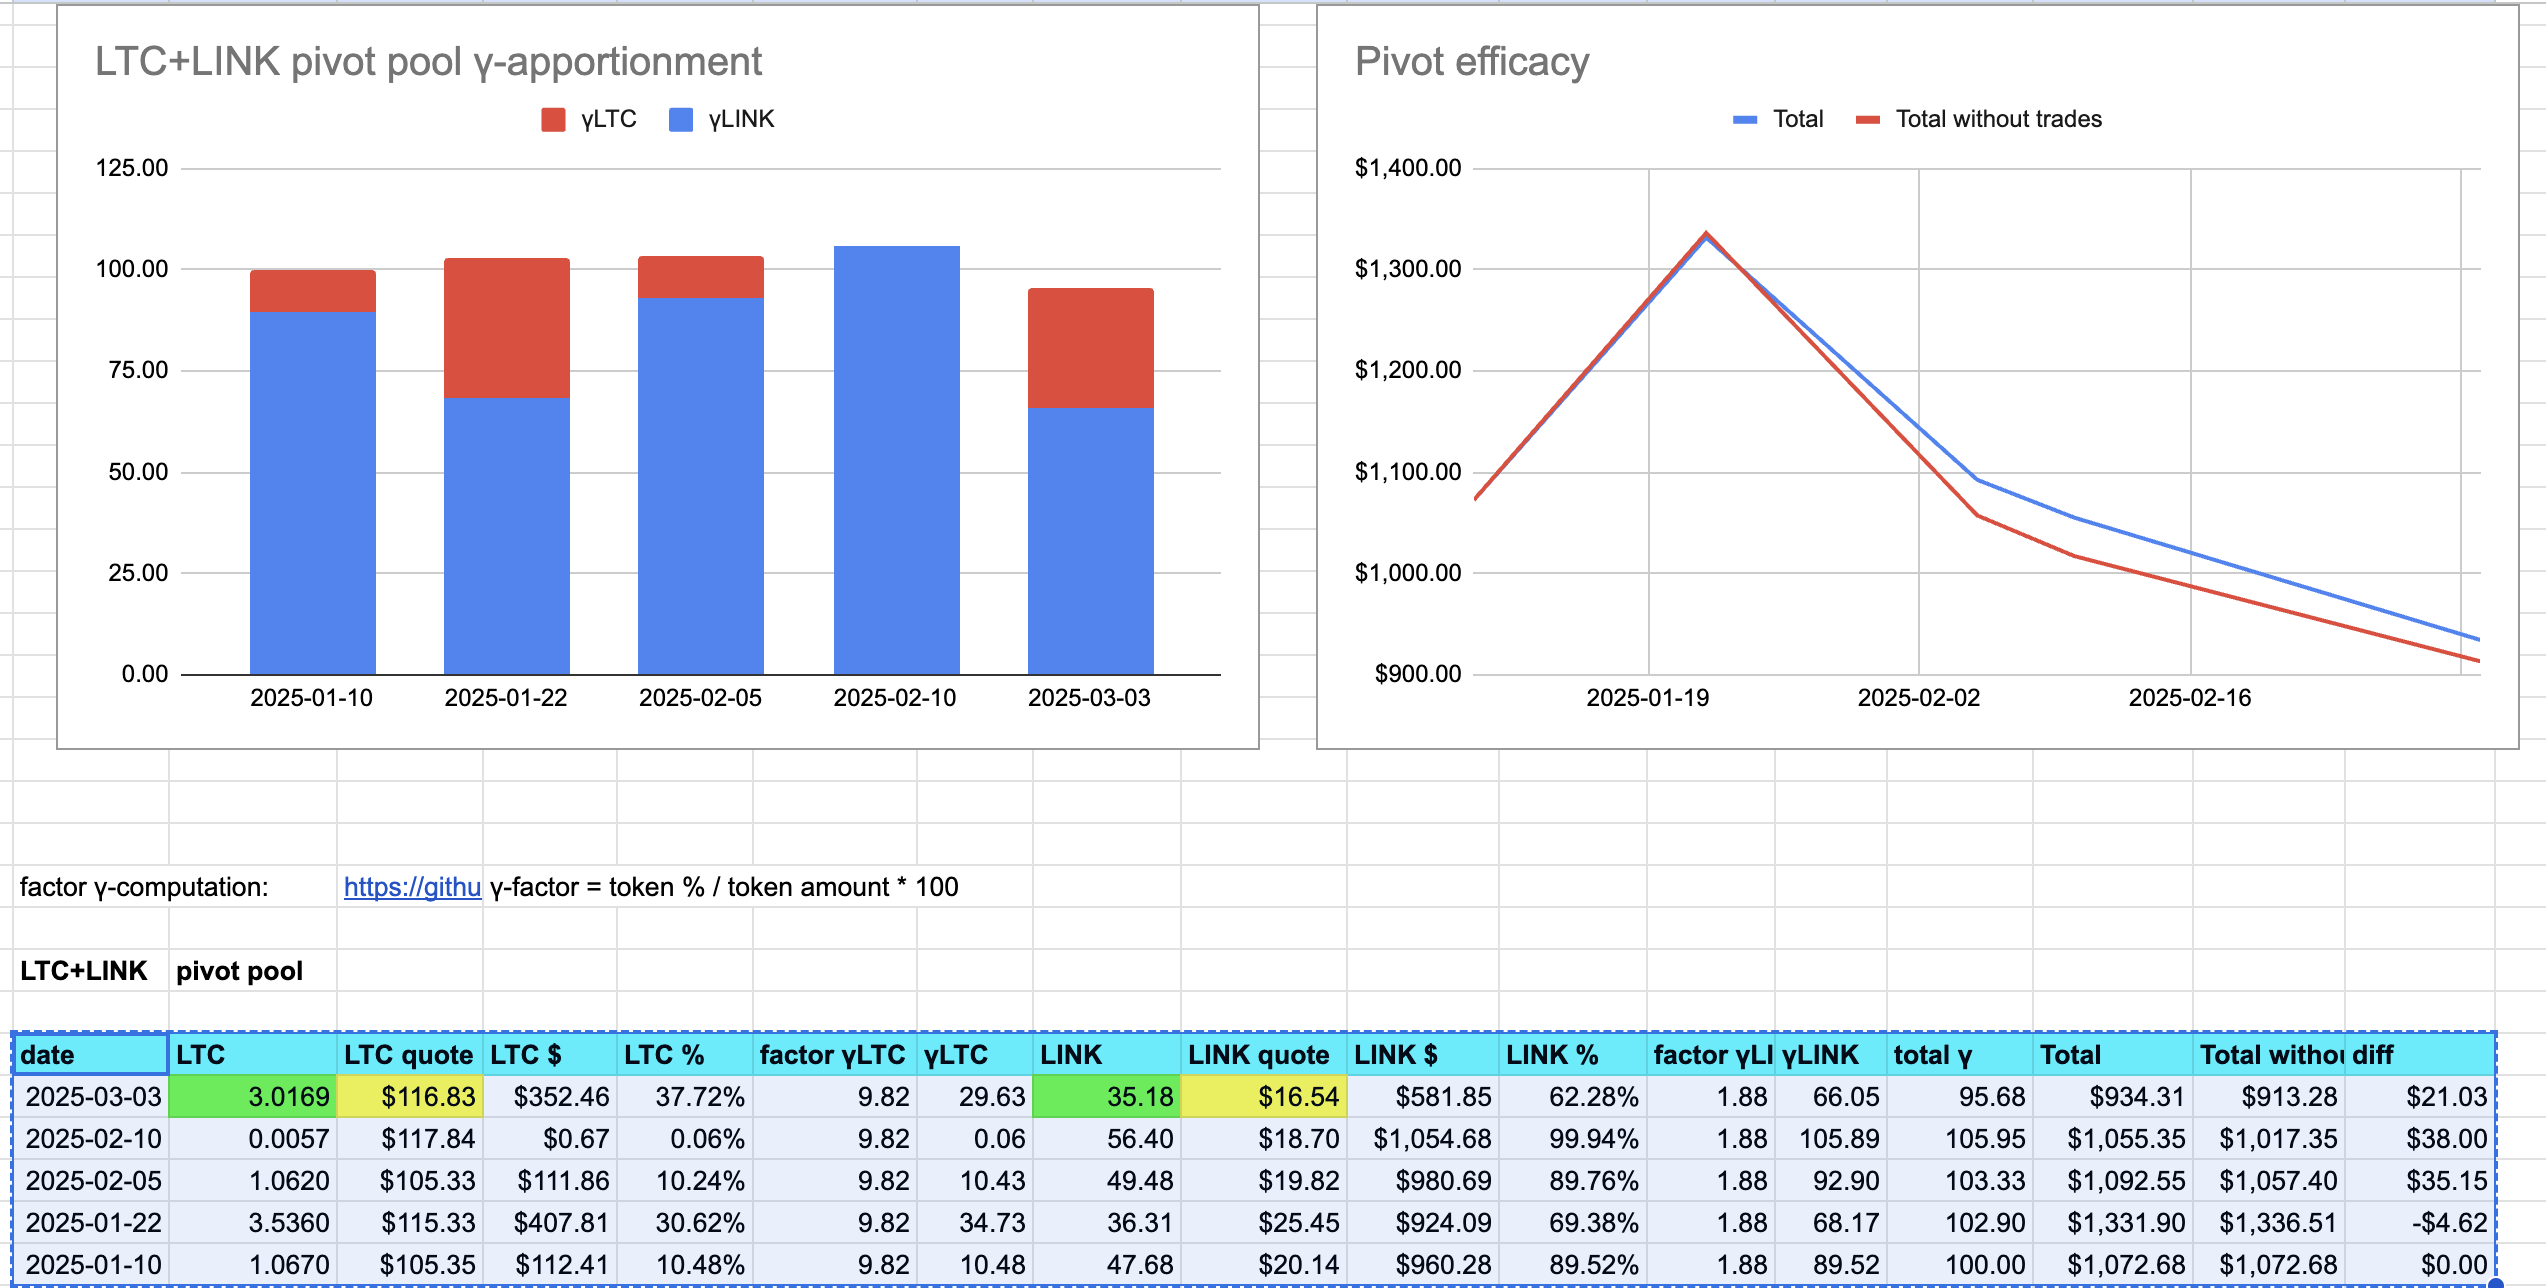 LTC+LINK pivot pool γ-apportionment
γLTC γLINK
125.00
100.00
75.00
50.00
25.00
0.00
2025-01-10 2025-01-22 2025-02-05 2025-02-10 2025-03-03
Pivot efficacy
Total Total without trades
$1,400.00
$1,300.00
$1,200.00
$1,100.00
$1,000.00
$900.00
2025-01-19 2025-02-02 2025-02-16
factor γ-computation: https://githu γ-factor = token % / token amount * 100
LTC+LINK pivot pool
date LTC LTC quote LTC $ LTC % factor γLTC γLTC LINK LINK quote LINK $ LINK % factor γLI γLINK total γ Total Total withou diff
2025-03-03 3.0169 $116.83 $352.46 37.72% 9.82 29.63 35.18 $16.54 $581.85 62.28% 1.88 66.05 95.68 $934.31 $913.28 $21.03
2025-02-10 0.0057 $117.84 $0.67 0.06% 9.82 0.06 56.40 $18.70 $1,054.68 99.94% 1.88 105.89 105.95 $1,055.35 $1,017.35 $38.00
2025-02-05 1.0620 $105.33 $111.86 10.24% 9.82 10.43 49.48 $19.82 $980.69 89.76% 1.88 92.90 103.33 $1,092.55 $1,057.40 $35.15
2025-01-22 3.5360 $115.33 $407.81 30.62% 9.82 34.73 36.31 $25.45 $924.09 69.38% 1.88 68.17 102.90 $1,331.90 $1,336.51 -$4.62
2025-01-10 1.0670 $105.35 $112.41 10.48% 9.82 10.48 47.68 $20.14 $960.28 89.52% 1.88 89.52 100.00 $1,072.68 $1,072.68 $0.00